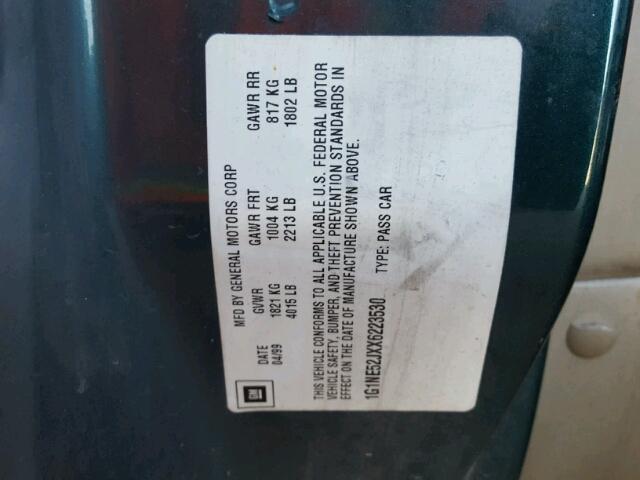 GM
MFD BY GENERAL MOTORS CORP
DATE GVWR GAWR FRT GAWR RR
04/99 1821 KG 1004 KG 817 KG
4015 LB 2213 LB 1802 LB
THIS VEHICLE CONFORMS TO ALL APPLICABLE U.S. FEDERAL MOTOR
VEHICLE SAFETY, BUMPER, AND THEFT PREVENTION STANDARDS IN
EFFECT ON THE DATE OF MANUFACTURE SHOWN ABOVE.
1G1NE52JXX6223530 TYPE: PASS CAR